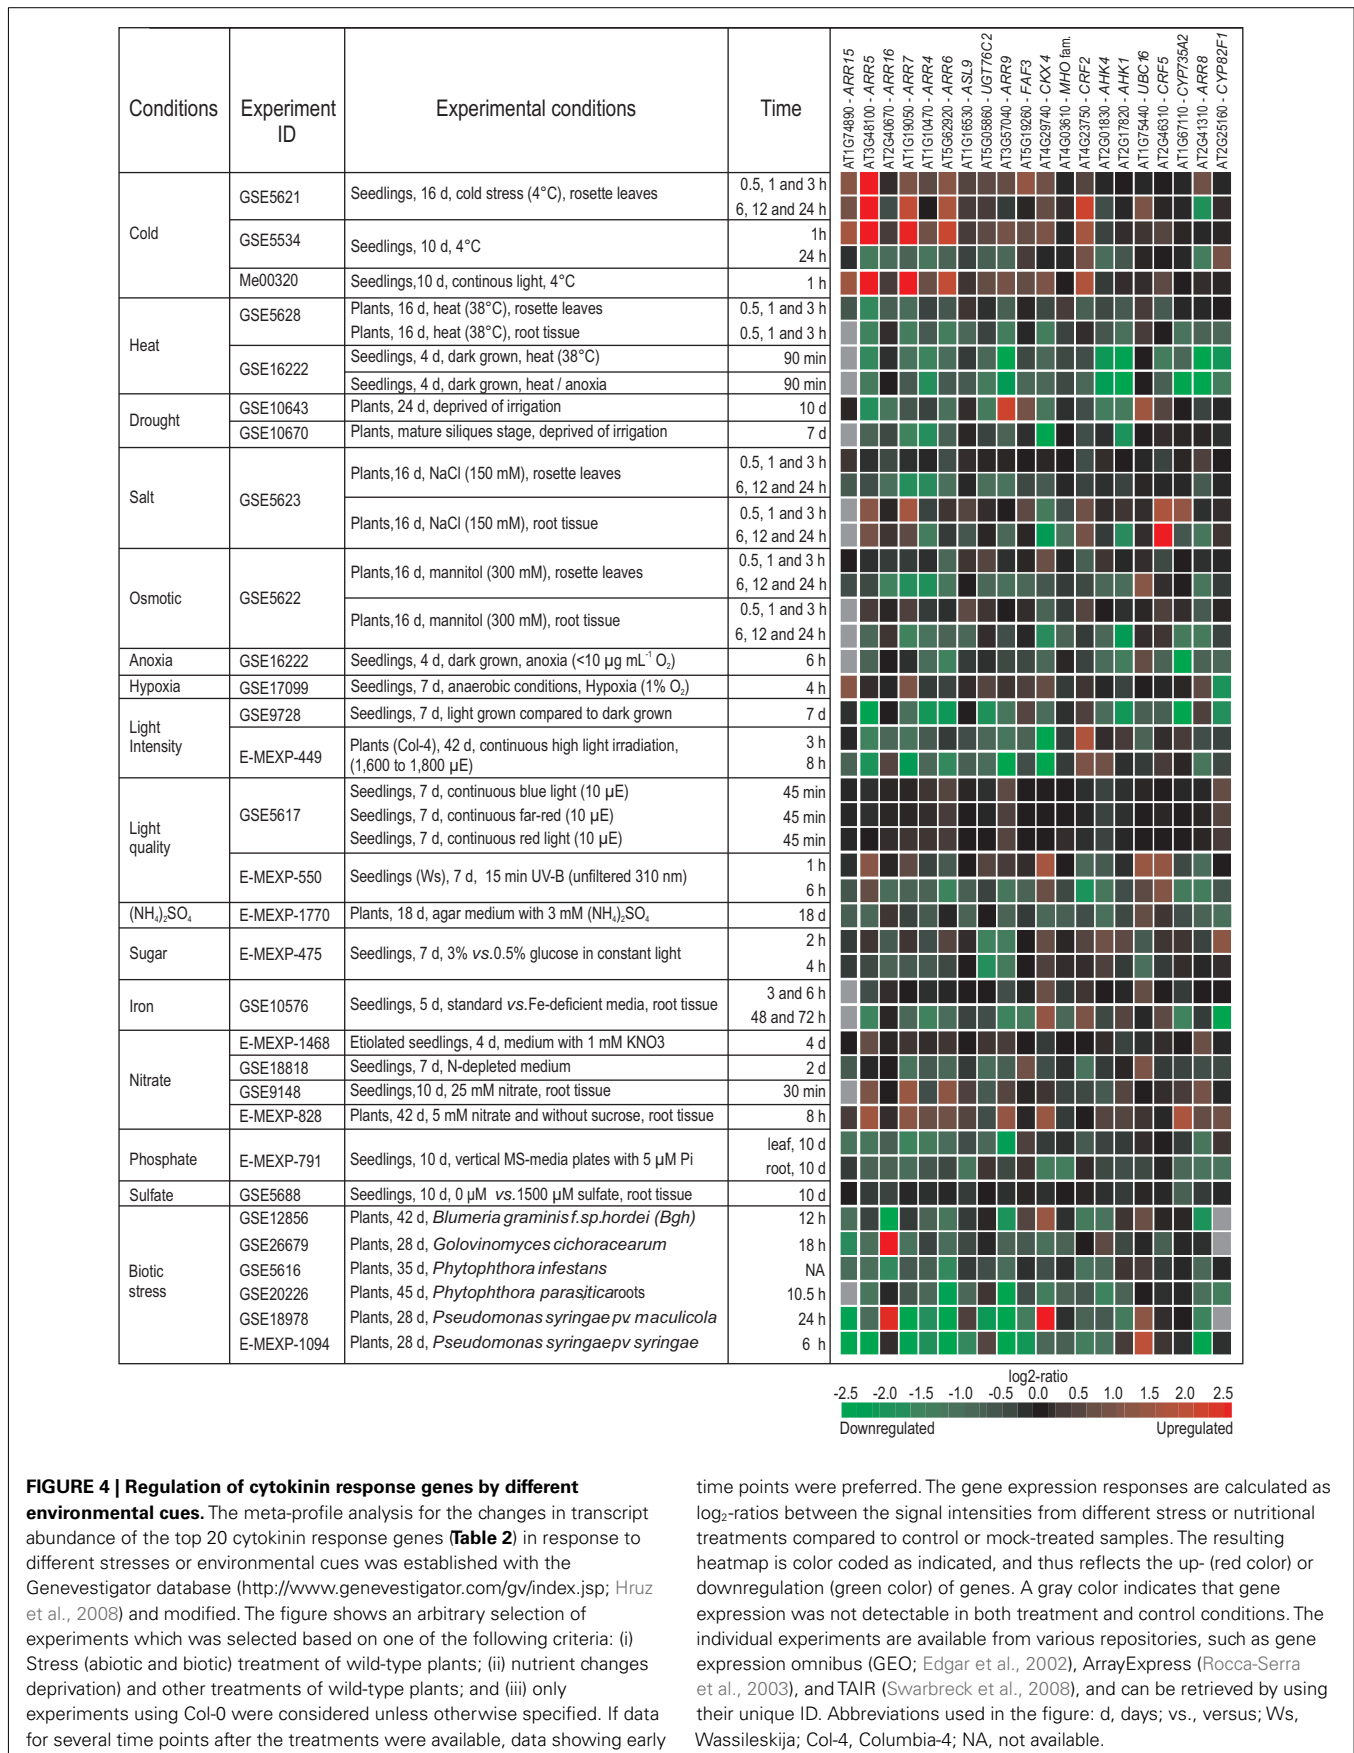 Conditions
Experiment ID
Experimental conditions
Time
AT1G74890 - ARR15
AT3G48100 - ARR5
AT2G40670 - ARR16
AT1G19050 - ARR7
AT1G10470 - ARR4
AT5G62920 - ARR6
AT1G16530 - ASL9
AT5G05860 - UGT76C2
AT3G57040 - ARR9
AT5G19260 - FAF3
AT4G29740 - CKX4
AT4G03610 - MHO fam.
AT4G23750 - CRF2
AT2G01830 - AHK4
AT2G17820 - AHK1
AT1G75440 - UBC16
AT2G46310 - CRF5
AT1G67110 - CYP735A2
AT2G41310 - ARR8
AT2G25160 - CYP82F1
Cold
GSE5621
Seedlings, 16 d, cold stress (4°C), rosette leaves
0.5, 1 and 3 h
6, 12 and 24 h
GSE5534
Seedlings, 10 d, 4°C
1h
24 h
Me00320
Seedlings,10 d, continous light, 4°C
1 h
Heat
GSE5628
Plants, 16 d, heat (38°C), rosette leaves
0.5, 1 and 3 h
Plants, 16 d, heat (38°C), root tissue
0.5, 1 and 3 h
GSE16222
Seedlings, 4 d, dark grown, heat (38°C)
90 min
Seedlings, 4 d, dark grown, heat / anoxia
90 min
Drought
GSE10643
Plants, 24 d, deprived of irrigation
10 d
GSE10670
Plants, mature siliques stage, deprived of irrigation
7 d
Salt
GSE5623
Plants,16 d, NaCl (150 mM), rosette leaves
0.5, 1 and 3 h
6, 12 and 24 h
Plants,16 d, NaCl (150 mM), root tissue
0.5, 1 and 3 h
6, 12 and 24 h
Osmotic
GSE5622
Plants,16 d, mannitol (300 mM), rosette leaves
0.5, 1 and 3 h
6, 12 and 24 h
Plants,16 d, mannitol (300 mM), root tissue
0.5, 1 and 3 h
6, 12 and 24 h
Anoxia
GSE16222
Seedlings, 4 d, dark grown, anoxia (<10 µg mL⁻¹ O₂)
6 h
Hypoxia
GSE17099
Seedlings, 7 d, anaerobic conditions, Hypoxia (1% O₂)
4 h
Light
Intensity
GSE9728
Seedlings, 7 d, light grown compared to dark grown
7 d
E-MEXP-449
Plants (Col-4), 42 d, continuous high light irradiation,
(1,600 to 1,800 µE)
3 h
8 h
Light
quality
GSE5617
Seedlings, 7 d, continuous blue light (10 µE)
45 min
Seedlings, 7 d, continuous far-red (10 µE)
45 min
Seedlings, 7 d, continuous red light (10 µE)
45 min
E-MEXP-550
Seedlings (Ws), 7 d, 15 min UV-B (unfiltered 310 nm)
1 h
6 h
(NH₄)₂SO₄
E-MEXP-1770
Plants, 18 d, agar medium with 3 mM (NH₄)₂SO₄
18 d
Sugar
E-MEXP-475
Seedlings, 7 d, 3% vs.0.5% glucose in constant light
2 h
4 h
Iron
GSE10576
Seedlings, 5 d, standard vs.Fe-deficient media, root tissue
3 and 6 h
48 and 72 h
Nitrate
E-MEXP-1468
Etiolated seedlings, 4 d, medium with 1 mM KNO3
4 d
GSE18818
Seedlings, 7 d, N-depleted medium
2 d
GSE9148
Seedlings,10 d, 25 mM nitrate, root tissue
30 min
E-MEXP-828
Plants, 42 d, 5 mM nitrate and without sucrose, root tissue
8 h
Phosphate
E-MEXP-791
Seedlings, 10 d, vertical MS-media plates with 5 µM Pi
leaf, 10 d
root, 10 d
Sulfate
GSE5688
Seedlings, 10 d, 0 µM vs.1500 µM sulfate, root tissue
10 d
Biotic
stress
GSE12856
Plants, 42 d, Blumeria graminis f.sp.hordei (Bgh)
12 h
GSE26679
Plants, 28 d, Golovinomyces cichoracearum
18 h
GSE5616
Plants, 35 d, Phytophthora infestans
NA
GSE20226
Plants, 45 d, Phytophthora parasitica, roots
10.5 h
GSE18978
Plants, 28 d, Pseudomonas syringae pv. maculicola
24 h
E-MEXP-1094
Plants, 28 d, Pseudomonas syringae pv syringae
6 h
log2-ratio
-2.5 -2.0 -1.5 -1.0 -0.5 0.0 0.5 1.0 1.5 2.0 2.5
Downregulated
Upregulated
FIGURE 4 | Regulation of cytokinin response genes by different
environmental cues. The meta-profile analysis for the changes in transcript
abundance of the top 20 cytokinin response genes (Table 2) in response to
different stresses or environmental cues was established with the
Genevestigator database (http://www.genevestigator.com/gv/index.jsp; Hruz
et al., 2008) and modified. The figure shows an arbitrary selection of
experiments which was selected based on one of the following criteria: (i)
Stress (abiotic and biotic) treatment of wild-type plants; (ii) nutrient changes
deprivation) and other treatments of wild-type plants; and (iii) only
experiments using Col-0 were considered unless otherwise specified. If data
for several time points after the treatments were available, data showing early
time points were preferred. The gene expression responses are calculated as
log₂-ratios between the signal intensities from different stress or nutritional
treatments compared to control or mock-treated samples. The resulting
heatmap is color coded as indicated, and thus reflects the up- (red color) or
downregulation (green color) of genes. A gray color indicates that gene
expression was not detectable in both treatment and control conditions. The
individual experiments are available from various repositories, such as gene
expression omnibus (GEO; Edgar et al., 2002), ArrayExpress (Rocca-Serra
et al., 2003), and TAIR (Swarbreck et al., 2008), and can be retrieved by using
their unique ID. Abbreviations used in the figure: d, days; vs., versus; Ws,
Wassileskija; Col-4, Columbia-4; NA, not available.